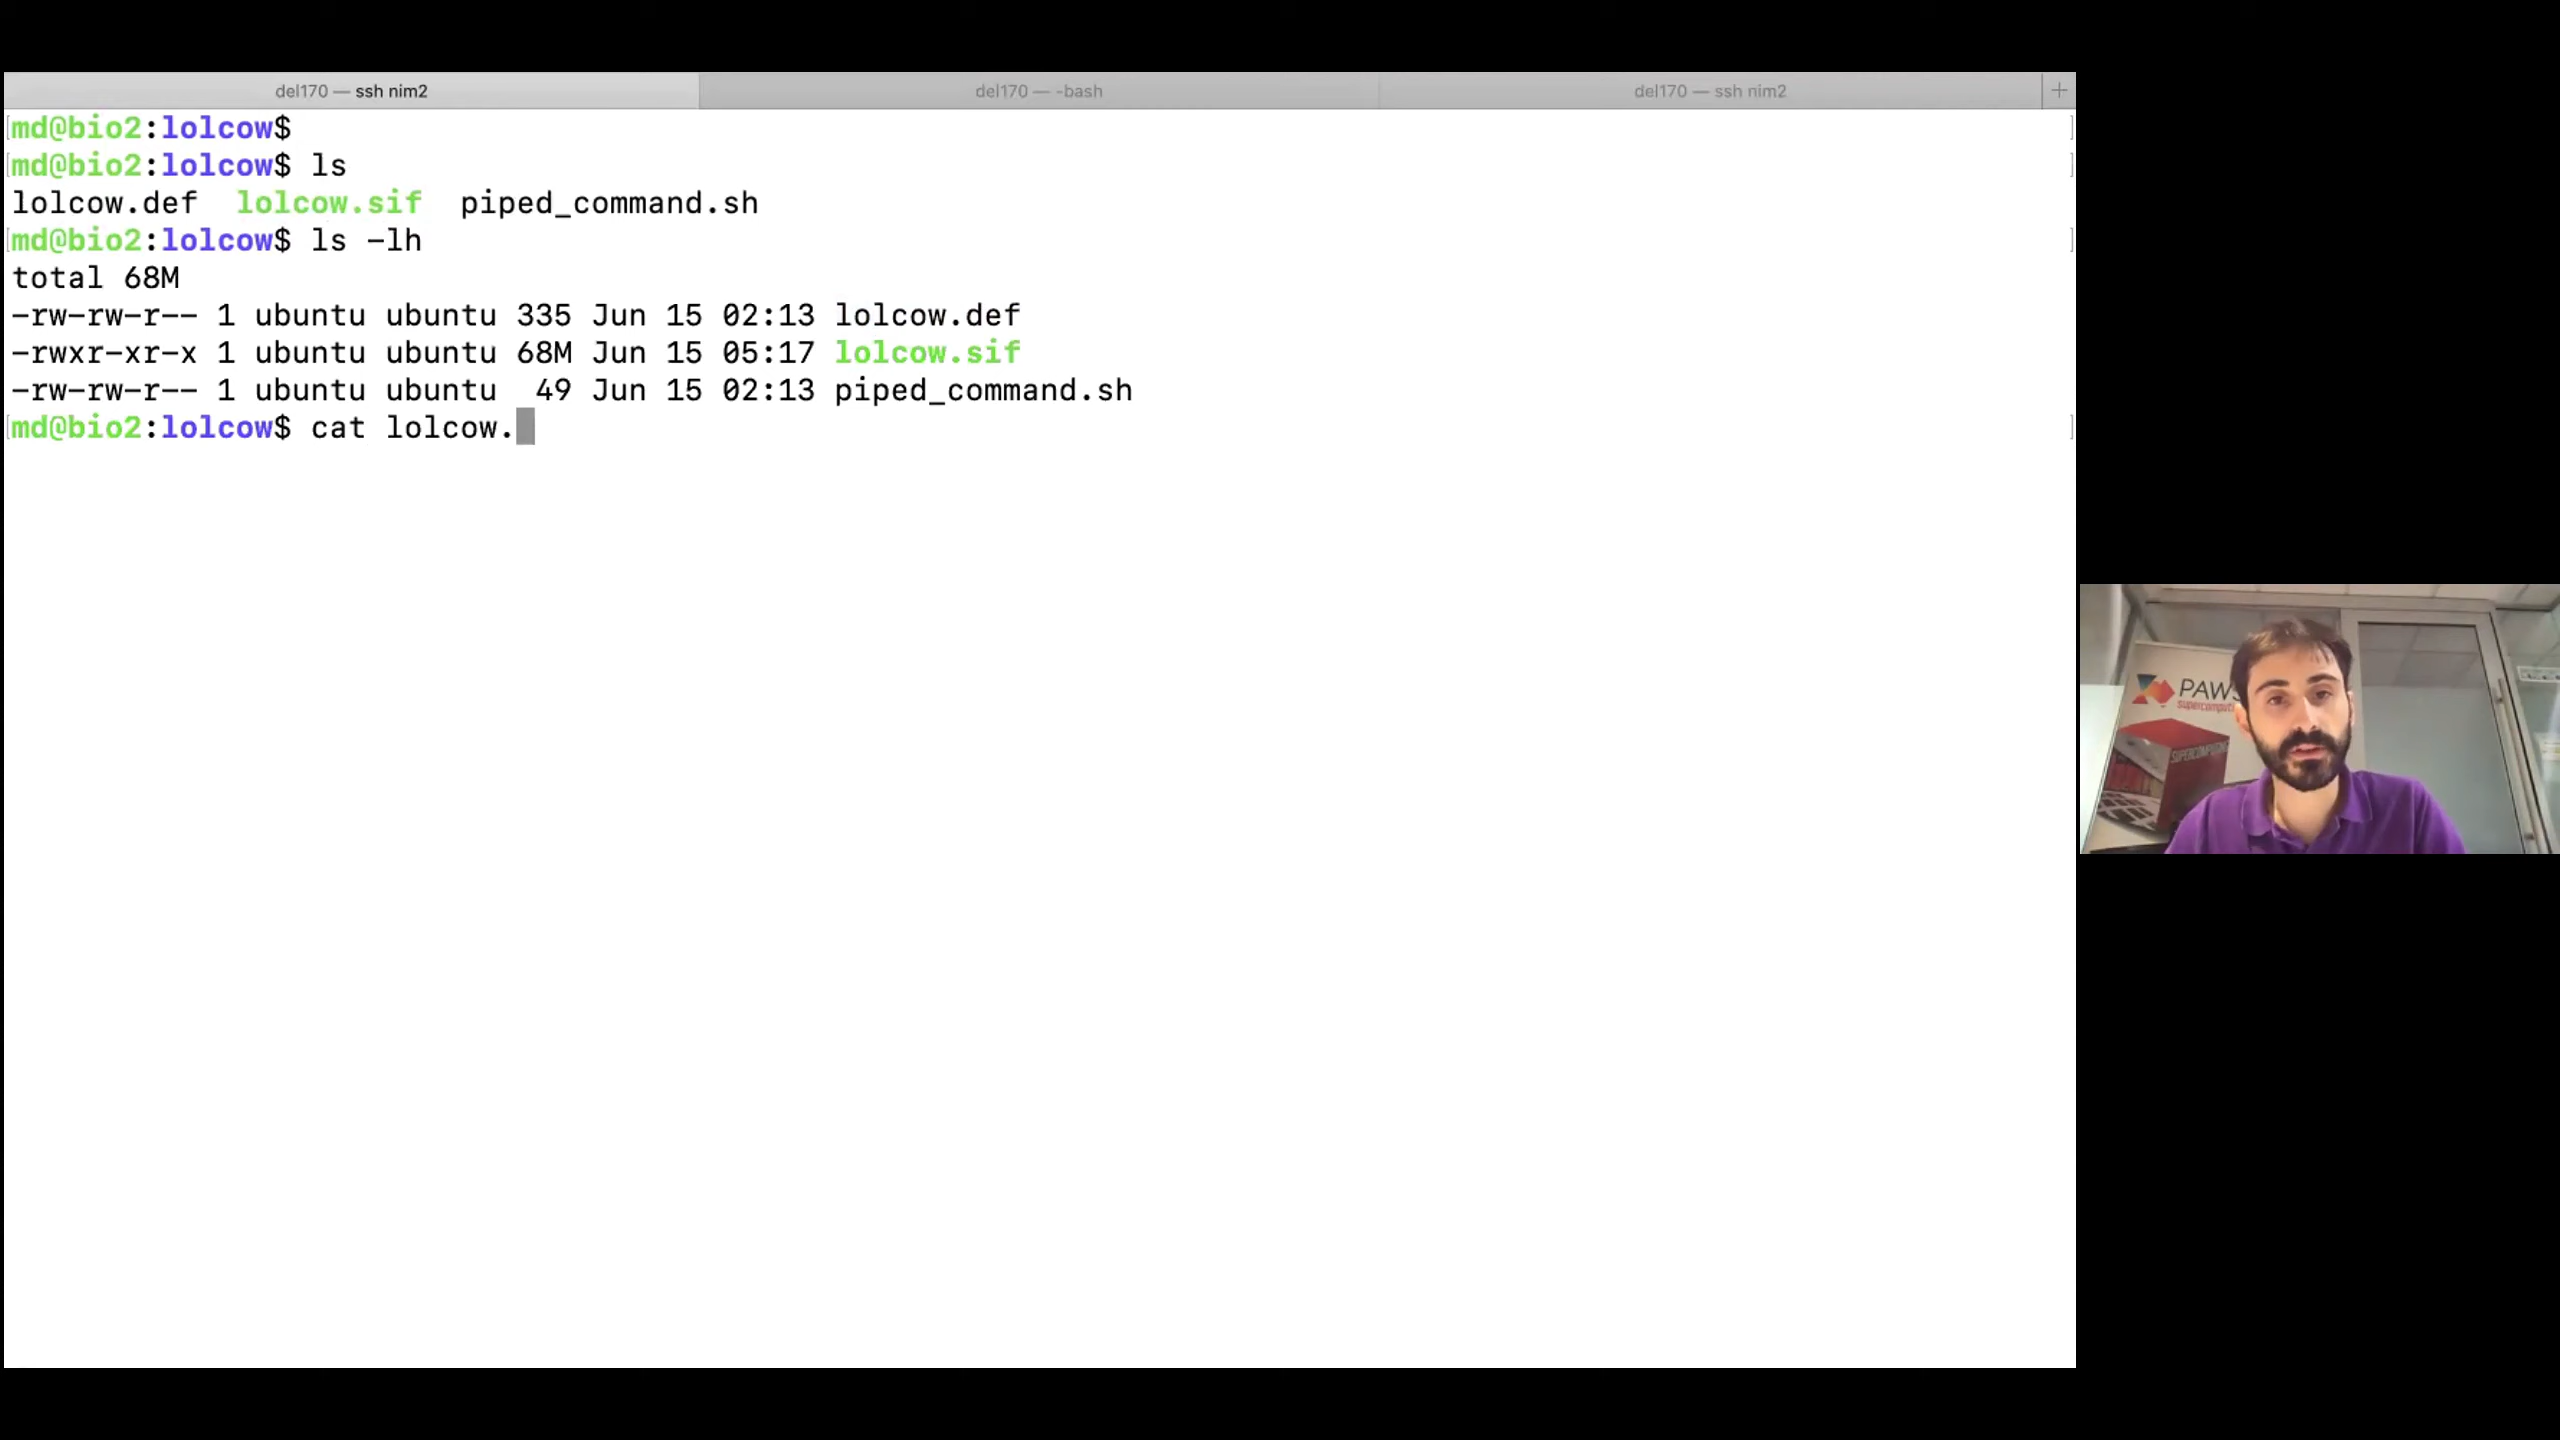 del170 — ssh nim2
del170 — -bash
del170 — ssh nim2
+
md@bio2:lolcow$
md@bio2:lolcow$ ls
lolcow.def  lolcow.sif  piped_command.sh
md@bio2:lolcow$ ls -lh
total 68M
-rw-rw-r-- 1 ubuntu ubuntu 335 Jun 15 02:13 lolcow.def
-rwxr-xr-x 1 ubuntu ubuntu 68M Jun 15 05:17 lolcow.sif
-rw-rw-r-- 1 ubuntu ubuntu  49 Jun 15 02:13 piped_command.sh
md@bio2:lolcow$ cat lolcow.
PAWS
supercomputi
SUPERCOMPUTING